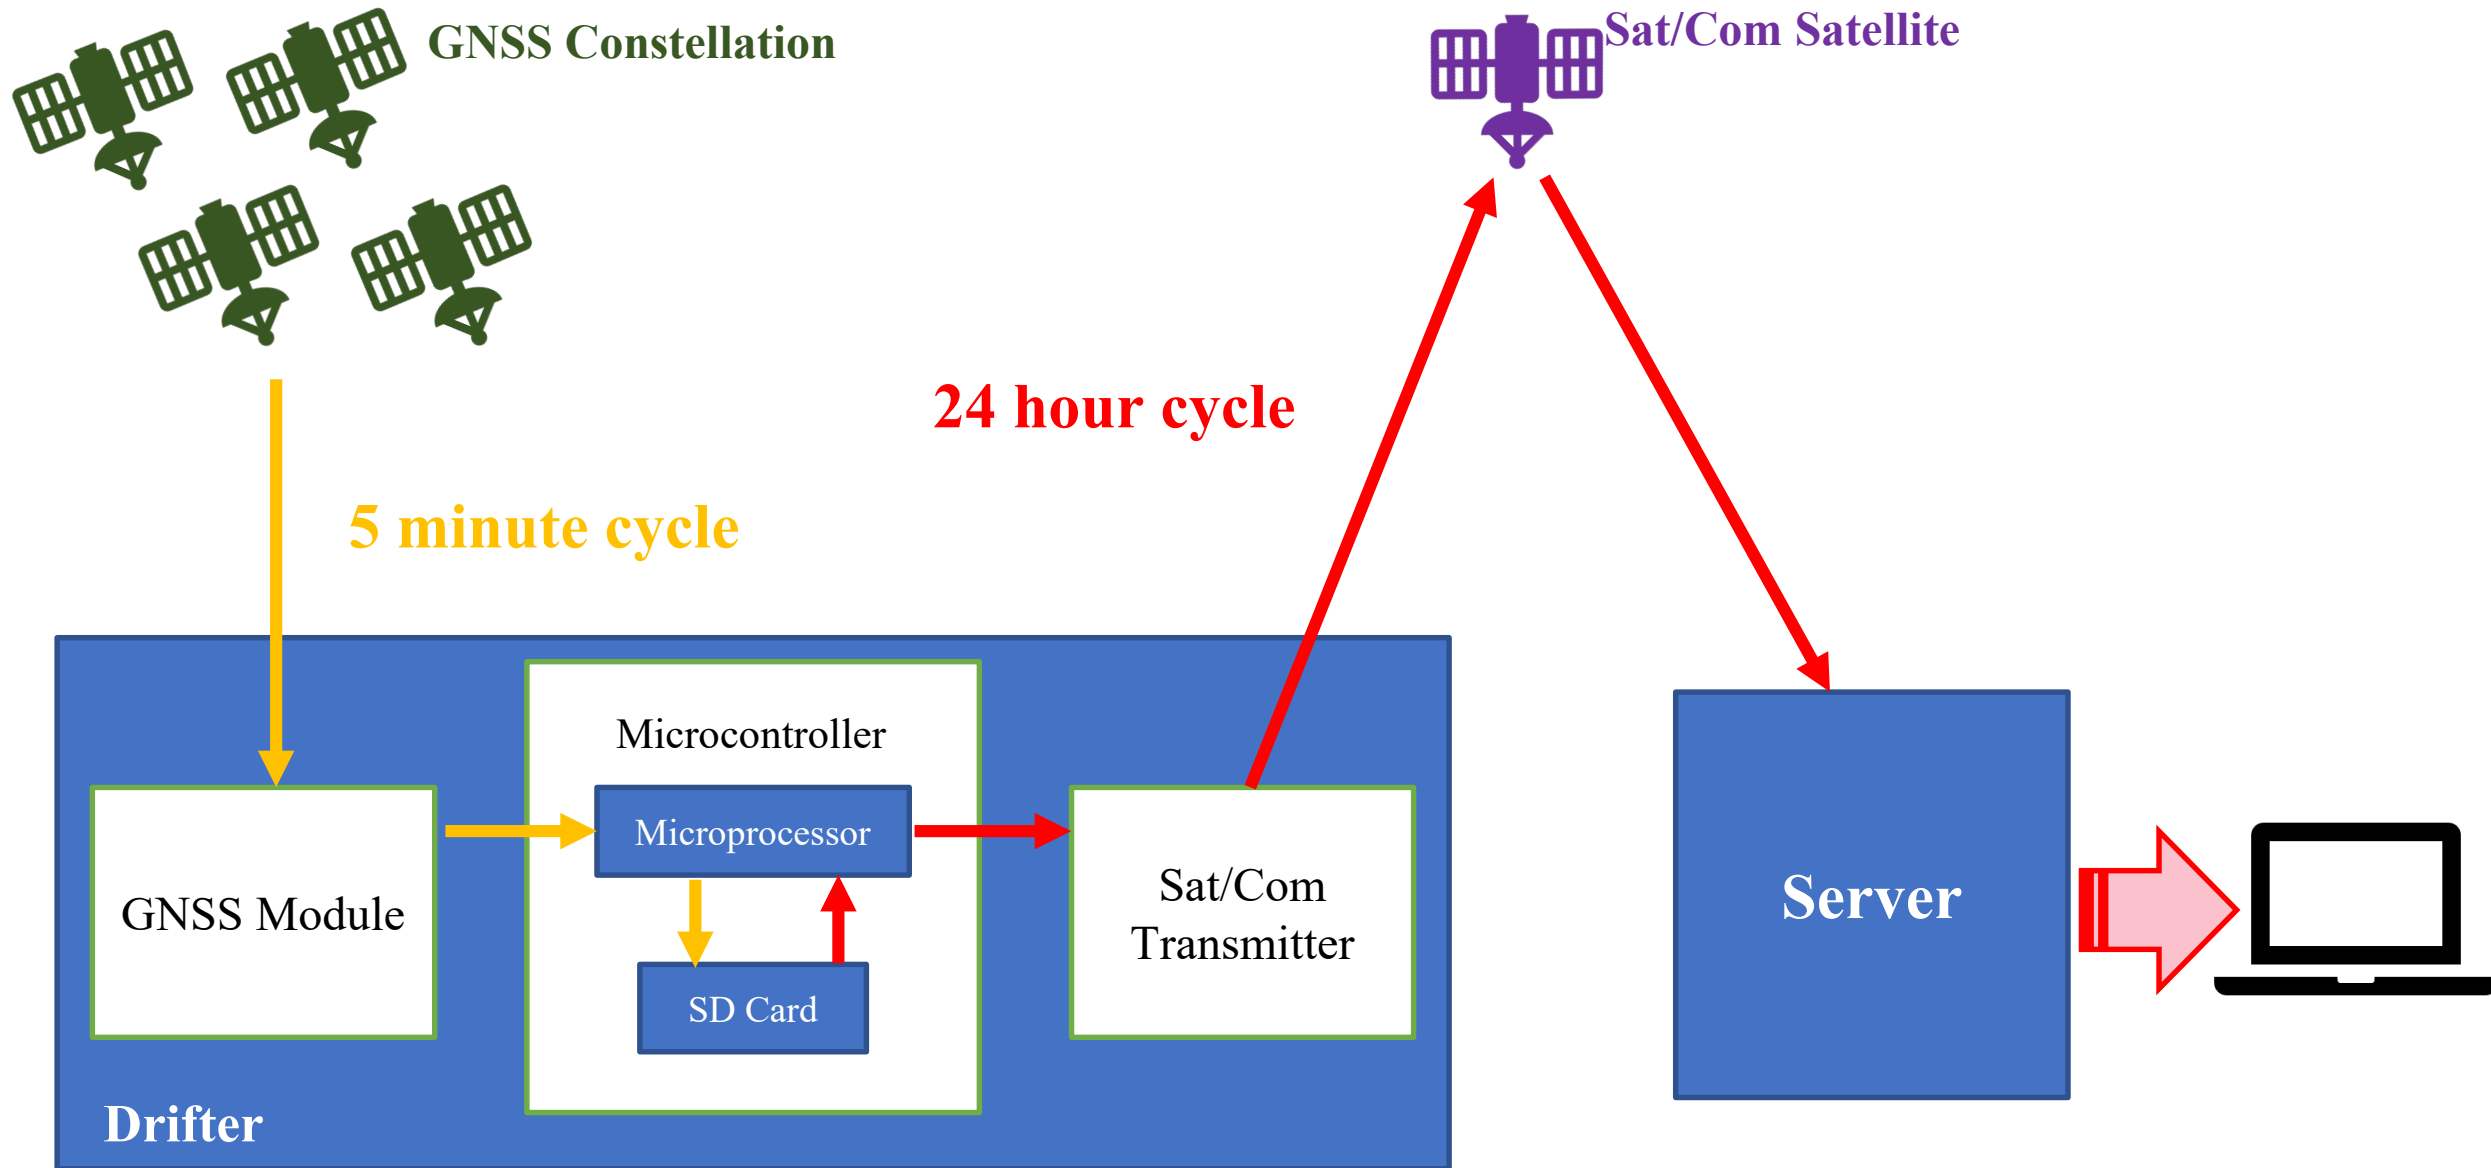 GNSS Constellation
Sat/Com Satellite
24 hour cycle
5 minute cycle
Microcontroller
Microprocessor
GNSS Module
Sat/Com
Transmitter
SD Card
Server
Drifter